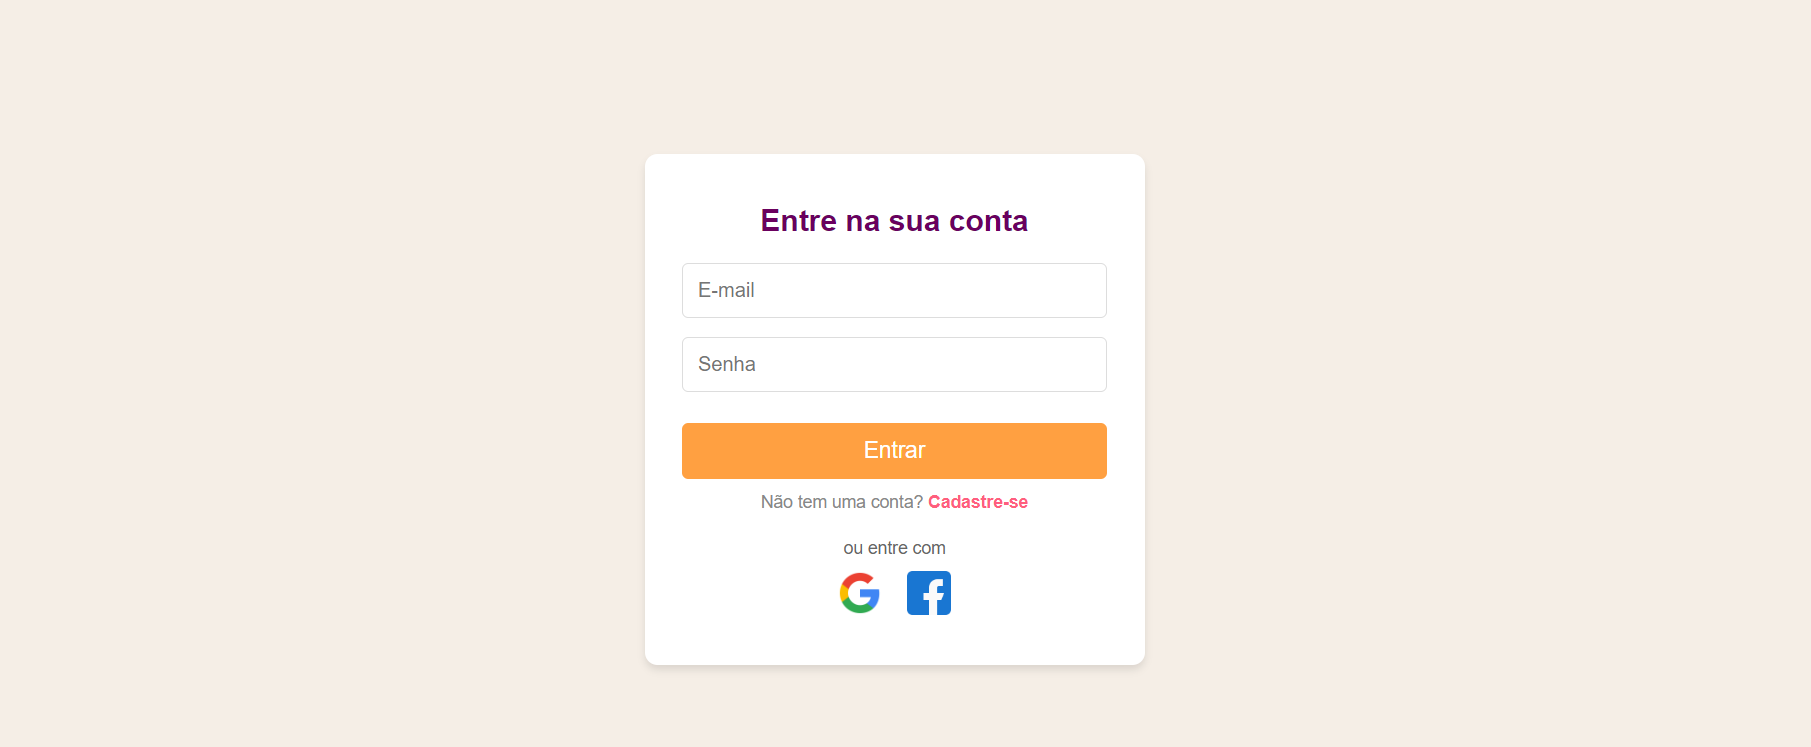 Entre na sua conta
E-mail
Senha
Entrar
Não tem uma conta? Cadastre-se
ou entre com